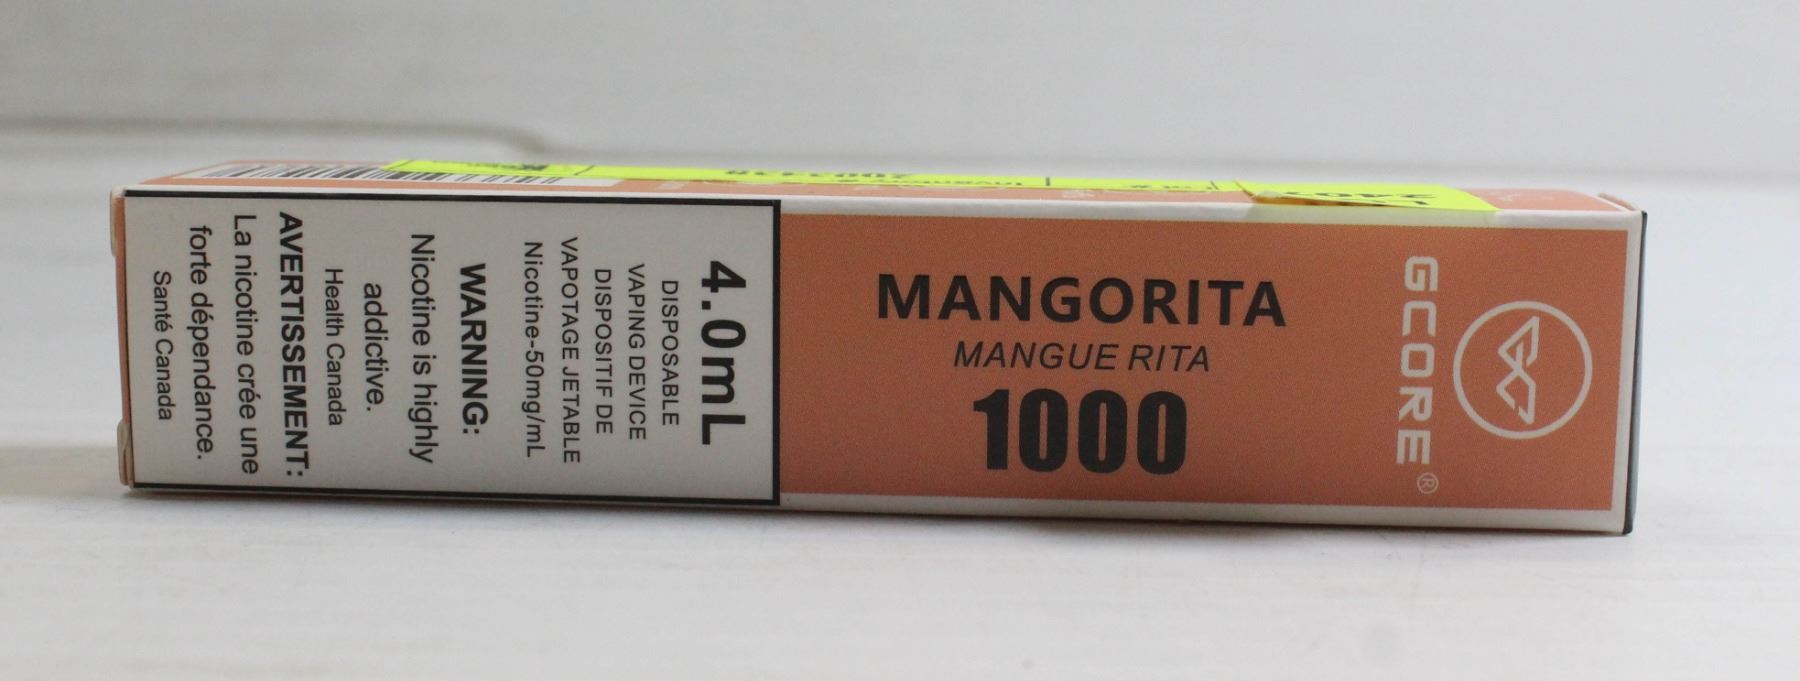 MANGORITA
MANGUE RITA
1000
GCORE®
4.0mL
DISPOSABLE
VAPING DEVICE
DISPOSITIF DE
VAPOTAGE JETABLE
Nicotine-50mg/mL
WARNING:
Nicotine is highly
addictive.
Health Canada
AVERTISSEMENT:
La nicotine crée une
forte dépendance.
Santé Canada